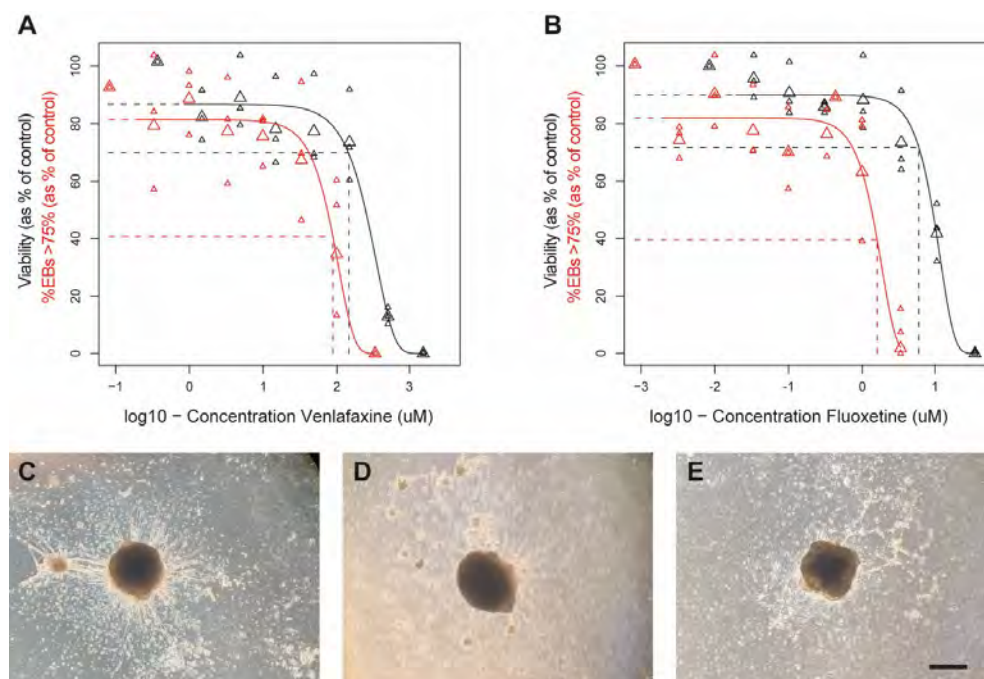 A
B
Viability (as % of control)
%EBs >75% (as % of control)
100
80
60
40
20
0
−1
0
1
2
3
log10 − Concentration Venlafaxine (uM)
Viability (as % of control)
%EBs >75% (as % of control)
100
80
60
40
20
0
−3
−2
−1
0
1
log10 − Concentration Fluoxetine (uM)
C
D
E